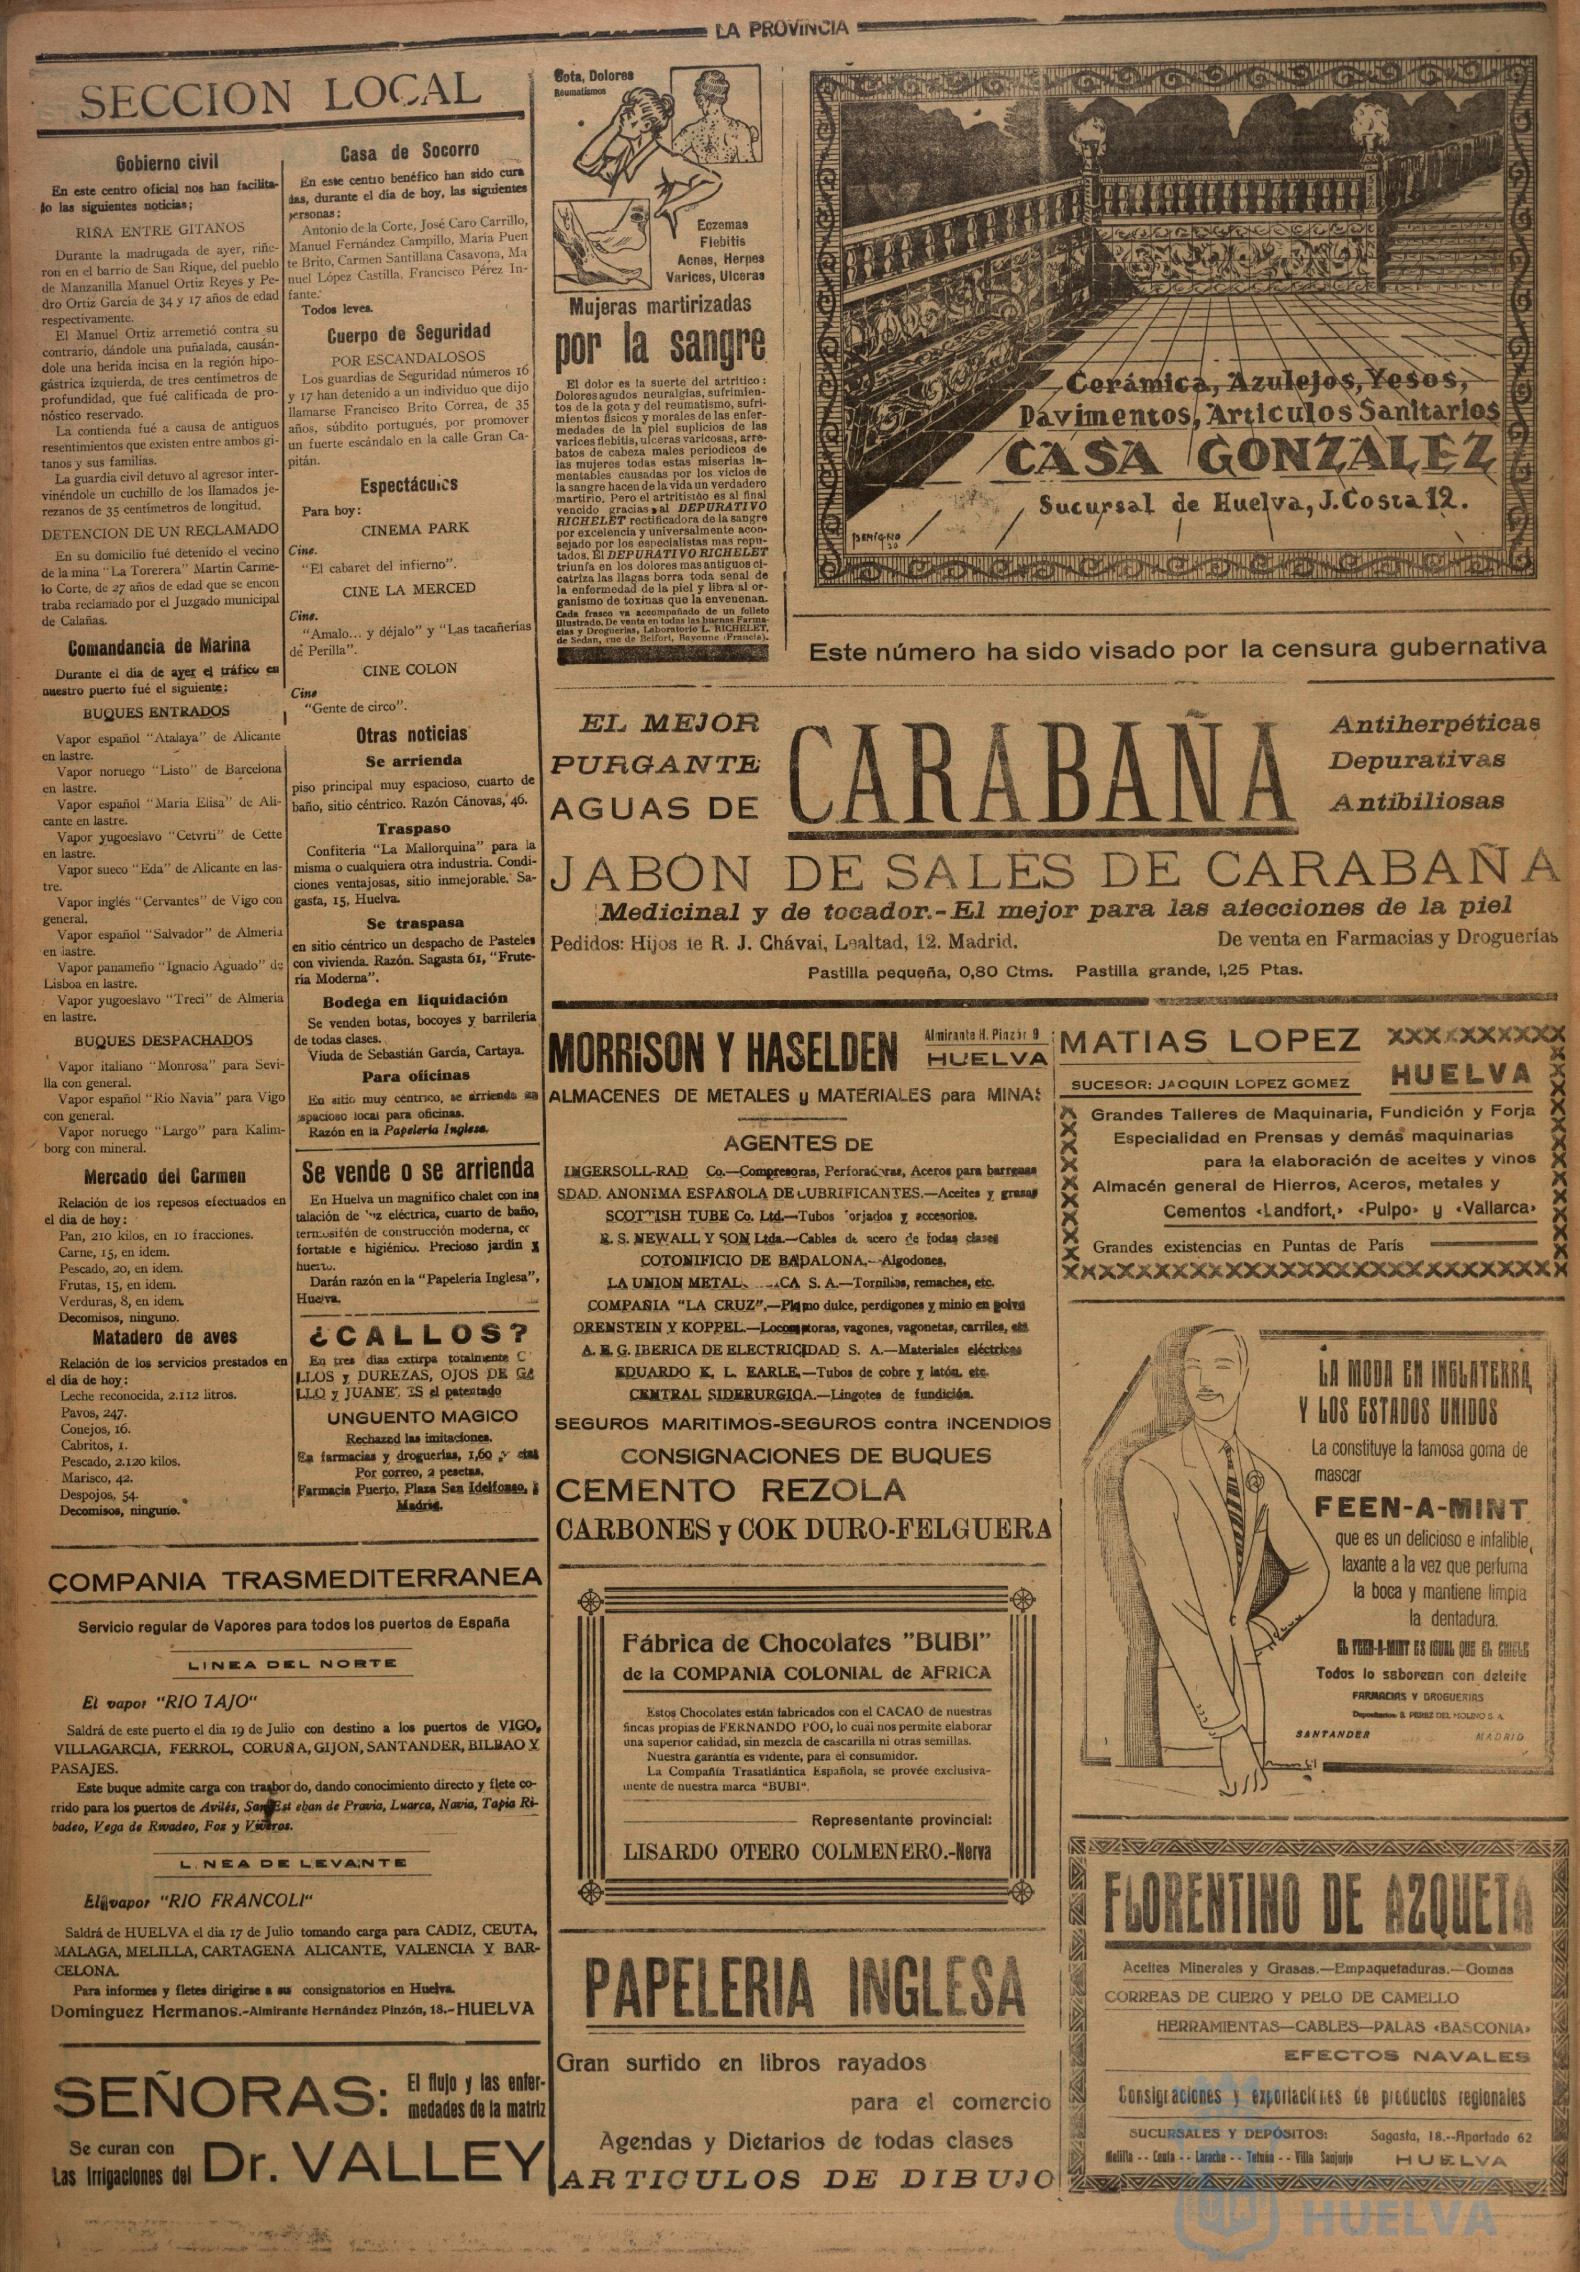 LA PROVINCIA
SECCION LOCAL
Gobierno civil
En este centro oficial nos han facilita-
do las siguientes noticias;
RIÑA ENTRE GITANOS
Durante la madrugada de ayer, riñe-
ron en el barrio de San Rique, del pueblo
de Manzanilla Manuel Ortiz Reyes y Pe-
dro Ortiz García de 34 y 17 años de edad
respectivamente.
El Manuel Ortiz arremetió contra su
contrario, dándole una puñalada, causán-
dole una herida incisa en la región hipo-
gástrica izquierda, de tres centímetros de
profundidad, que fué calificada de pro-
nóstico reservado.
La contienda fué a causa de antiguos
resentimientos que existen entre ambos gi-
tanos y sus familias.
La guardia civil detuvo al agresor inter-
viniéndole un cuchillo de los llamados je-
rezanos de 35 centímetros de longitud.
DETENCION DE UN RECLAMADO
En su domicilio fué detenido el vecino
de la mina "La Torerera" Martín Carme-
lo Corte, de 27 años de edad que se encon
traba reclamado por el Juzgado municipal
de Calañas.
Comandancia de Marina
Durante el día de ayer el tráfico en
nuestro puerto fué el siguiente;
BUQUES ENTRADOS
Vapor español "Atalaya" de Alicante
en lastre.
Vapor noruego "Listo" de Barcelona
en lastre.
Vapor español "Maria Elisa" de Ali-
cante en lastre.
Vapor yugoeslavo "Cetvrti" de Cette
en lastre.
Vapor sueco "Eda" de Alicante en las-
tre.
Vapor inglés "Cervantes" de Vigo con
general.
Vapor español "Salvador" de Almería
en lastre.
Vapor panameño "Ignacio Aguado" de
Lisboa en lastre.
Vapor yugoeslavo "Treci" de Almería
en lastre.
BUQUES DESPACHADOS
Vapor italiano "Monrosa" para Sevi-
lla con general.
Vapor español "Rio Navia" para Vigo
con general.
Vapor noruego "Largo" para Kalim-
borg con mineral.
Mercado del Carmen
Relación de los repesos efectuados en
el día de hoy:
Pan, 210 kilos, en 10 fracciones.
Carne, 15, en idem.
Pescado, 20, en idem.
Frutas, 15, en idem.
Verduras, 8, en idem.
Decomisos, ninguno.
Matadero de aves
Relación de los servicios prestados en
el día de hoy:
Leche reconocida, 2.112 litros.
Pavos, 247.
Conejos, 16.
Cabritos, 1.
Pescado, 2.120 kilos.
Marisco, 42.
Despojos, 54.
Decomisos, ninguno.
Casa de Socorro
En este centro benéfico han sido cura
das, durante el día de hoy, las siguientes
personas:
Antonio de la Corte, José Caro Carrillo,
Manuel Fernández Campillo, María Puen
te Brito, Carmen Santillana Casavona, Ma
nuel López Castilla, Francisco Pérez In-
fante.
Todos leves.
Cuerpo de Seguridad
POR ESCANDALOSOS
Los guardias de Seguridad números 16
y 17 han detenido a un individuo que dijo
llamarse Francisco Brito Correa, de 35
años, súbdito portugués, por promover
un fuerte escándalo en la calle Gran Ca-
pitán.
Espectáculos
Para hoy:
CINEMA PARK
Cine.
"El cabaret del infierno".
CINE LA MERCED
Cine.
"Amalo... y déjalo" y "Las tacañerías
de Perilla".
CINE COLON
Cine
"Gente de circo".
Otras noticias
Se arrienda
piso principal muy espacioso, cuarto de
baño, sitio céntrico. Razón Cánovas, 46.
Traspaso
Confitería "La Mallorquina" para la
misma o cualquiera otra industria. Condi-
ciones ventajosas, sitio inmejorable. Sa-
gasta, 15, Huelva.
Se traspasa
en sitio céntrico un despacho de Pasteles
con vivienda. Razón. Sagasta 61, "Frute-
ría Moderna".
Bodega en liquidación
Se venden botas, bocoyes y barrilería
de todas clases.
Viuda de Sebastián García, Cartaya.
Para oficinas
En sitio muy céntrico, se arrienda
espacioso local para oficinas.
Razón en la Papelería Inglesa.
Se vende o se arrienda
En Huelva un magnífico chalet con ins
talación de luz eléctrica, cuarto de baño,
termosifón de construcción moderna,
fortable e higiénico. Precioso jardín y
huerto.
Darán razón en la "Papelería Inglesa",
Huelva.
¿CALLOS?
En tres días extirpa totalmente C
LLOS y DUREZAS, OJOS DE GA
LLO y JUANETES el patentado
UNGUENTO MAGICO
Rechazad las imitaciones.
En farmacias y droguerías, 1,60
Por correo, 2 pesetas.
Farmacia Puerto, Plaza San Idelfonso,
Madrid.
COMPAÑIA TRASMEDITERRANEA
Servicio regular de Vapores para todos los puertos de España
LINEA DEL NORTE
El vapor "RIO TAJO"
Saldrá de este puerto el día 19 de Julio con destino a los puertos de VIGO,
VILLAGARCIA, FERROL, CORUÑA, GIJON, SANTANDER, BILBAO Y
PASAJES.
Este buque admite carga con trasbordo, dando conocimiento directo y flete co-
rrido para los puertos de Avilés, San Esteban de Pravia, Luarca, Navia, Tapia Ri-
badeo, Vega de Rivadeo, Foz y Viveros.
LINEA DE LEVANTE
El vapor "RIO FRANCOLI"
Saldrá de HUELVA el día 17 de Julio tomando carga para CADIZ, CEUTA,
MALAGA, MELILLA, CARTAGENA ALICANTE, VALENCIA Y BAR-
CELONA.
Para informes y fletes dirigirse a su consignatorios en Huelva.
Domínguez Hermanos.-Almirante Hernández Pinzón, 18.-HUELVA
SEÑORAS: El flujo y las enfer-
medades de la matriz
Se curan con
Las Irrigaciones del Dr. VALLEY
Gota, Dolores
Reumatismos
Eczemas
Flebitis
Acnes, Herpes
Varices, Ulceras
Mujeras martirizadas
por la sangre
El dolor es la suerte del artrítico:
Dolores agudos neuralgias, sufrimien-
tos de la gota y del reumatismo, sufri-
mientos físicos y morales de las enfer-
medades de la piel suplicios de las
varices flebitis, ulceras varicosas, arre-
batos de cabeza males periodicos de
las mujeres todas estas miserias la-
mentables causadas por los vicios de
la sangre hacen de la vida un verdadero
martirio. Pero el artritismo es al final
vencido gracias al DEPURATIVO
RICHELET rectificadora de la sangre
por excelencia y universalmente acon-
sejado por los especialistas mas repu-
tados. El DEPURATIVO RICHELET
triunfa en los dolores mas antiguos ci-
catriza las llagas borra toda senal de
la enfermedad de la piel y libra al or-
ganismo de toxinas que la envenenan.
Cada frasco va accompañado de un folleto
illustrado. De venta en todas las buenas Farma-
cias y Droguerias, Laboratorio L. RICHELET,
de Sedan, rue de Belfort, Bayonne (Francia).
Cerámica, Azulejos, Yesos,
Pavimentos, Articulos Sanitarios
CASA GONZALEZ
Sucursal de Huelva, J. Costa 12.
BENIGNO
Este número ha sido visado por la censura gubernativa
EL MEJOR
PURGANTE
AGUAS DE
CARABAÑA
Antiherpéticas
Depurativas
Antibiliosas
JABON DE SALES DE CARABAÑA
Medicinal y de tocador.-El mejor para las afecciones de la piel
Pedidos: Hijos de R. J. Chávai, Lealtad, 12. Madrid. De venta en Farmacias y Droguerías
Pastilla pequeña, 0,80 Ctms. Pastilla grande, 1,25 Ptas.
MORRISON Y HASELDEN
Almirante H. Pinzón 9
HUELVA
ALMACENES DE METALES y MATERIALES para MINAS
AGENTES DE
INGERSOLL-RAD Co.—Compresoras, Perforadoras, Aceros para barrenas
SDAD. ANONIMA ESPAÑOLA DE LUBRIFICANTES.—Aceites y grasas
SCOTTISH TUBE Co. Ltd.—Tubos forjados y accesorios.
R. S. NEWALL Y SON Ltda.—Cables de acero de todas clases
COTONIFICIO DE BADALONA.—Algodones,
LA UNION METAL CA S. A.—Tornillos, remaches, etc.
COMPAÑIA "LA CRUZ".—Plomo dulce, perdigones y minio en polvo
ORENSTEIN Y KOPPEL.—Locomotoras, vagones, vagonetas, carriles, etc
A. E. G. IBERICA DE ELECTRICIDAD S. A.—Materiales eléctricos
EDUARDO K. L. EARLE.—Tubos de cobre y latón, etc.
CENTRAL SIDERURGICA.—Lingotes de fundición.
SEGUROS MARITIMOS-SEGUROS contra INCENDIOS
CONSIGNACIONES DE BUQUES
CEMENTO REZOLA
CARBONES y COK DURO-FELGUERA
Fábrica de Chocolates "BUBI"
de la COMPAÑIA COLONIAL de AFRICA
Estos Chocolates están fabricados con el CACAO de nuestras
fincas propias de FERNANDO POO, lo cuál nos permite elaborar
una superior calidad, sin mezcla de cascarilla ni otras semillas.
Nuestra garantía es vidente, para el consumidor.
La Compañía Trasatlántica Española, se provée exclusiva-
mente de nuestra marca "BUBI".
Representante provincial:
LISARDO OTERO COLMENERO.-Nerva
PAPELERIA INGLESA
Gran surtido en libros rayados
para el comercio
Agendas y Dietarios de todas clases
ARTICULOS DE DIBUJO
MATIAS LOPEZ
HUELVA
SUCESOR: JAOQUIN LOPEZ GOMEZ
Grandes Talleres de Maquinaria, Fundición y Forja
Especialidad en Prensas y demás maquinarias
para la elaboración de aceites y vinos
Almacén general de Hierros, Aceros, metales y
Cementos «Landfort,» «Pulpo» y «Vallarca»
Grandes existencias en Puntas de París
LA MODA EN INGLATERRA,
Y LOS ESTADOS UNIDOS
La constituye la famosa goma de
mascar
FEEN-A-MINT
que es un delicioso e infalible,
laxante a la vez que perfuma
la boca y mantiene limpia
la dentadura.
EL FEEN-A-MINT ES IGUAL QUE EL CHICLE
Todos lo saborean con deleite
FARMACIAS Y DROGUERIAS
Depositarios: S. PEREZ DEL MOLINO S. A.
SANTANDER MADRID
FLORENTINO DE AZQUETA
Aceites Minerales y Grasas.—Empaquetaduras.—Gomas
CORREAS DE CUERO Y PELO DE CAMELLO
HERRAMIENTAS—CABLES—PALAS «BASCONIA»
EFECTOS NAVALES
Consignaciones y exportaciones de productos regionales
SUCURSALES Y DEPÓSITOS:
Melilla -- Ceuta -- Larache -- Tetuán -- Villa Sanjurjo
Sagasta, 18.--Apartado 62
HUELVA
HUELVA